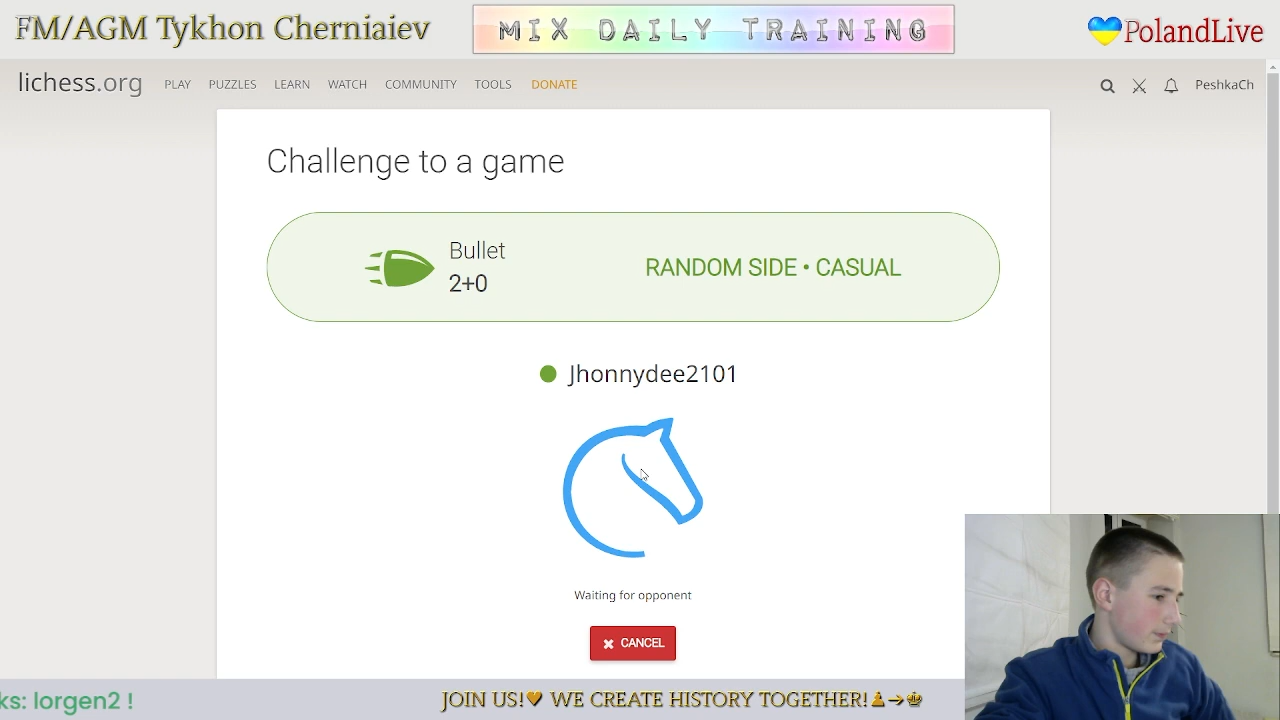 FM/AGM Tykhon Cherniaiev
MIX DAILY TRAINING
PolandLive
lichess.org PLAY PUZZLES LEARN WATCH COMMUNITY TOOLS DONATE PeshkaCh
Challenge to a game
Bullet
2+0
RANDOM SIDE • CASUAL
Jhonnydee2101
Waiting for opponent
CANCEL
ks: lorgen2 !
JOIN US!🧡 WE CREATE HISTORY TOGETHER!♟→♚